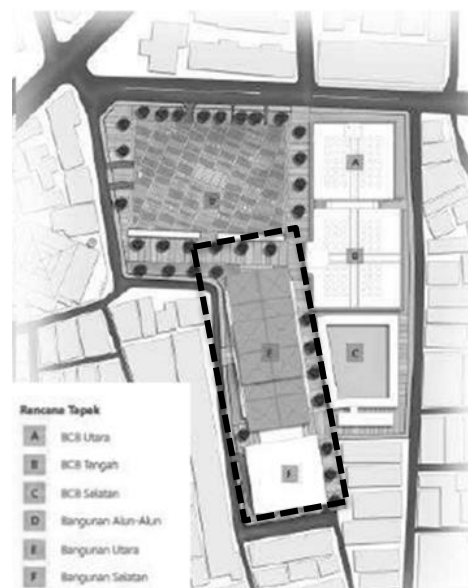 A
D
B
E
C
F
Rencana Tapak
A BCB Utara
B BCB Tengah
C BCB Selatan
D Bangunan Alun-Alun
E Bangunan Utara
F Bangunan Selatan